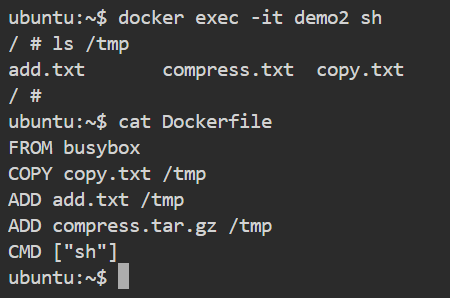 ubuntu:~$ docker exec -it demo2 sh
/ # ls /tmp
add.txt       compress.txt  copy.txt
/ #
ubuntu:~$ cat Dockerfile
FROM busybox
COPY copy.txt /tmp
ADD add.txt /tmp
ADD compress.tar.gz /tmp
CMD ["sh"]
ubuntu:~$